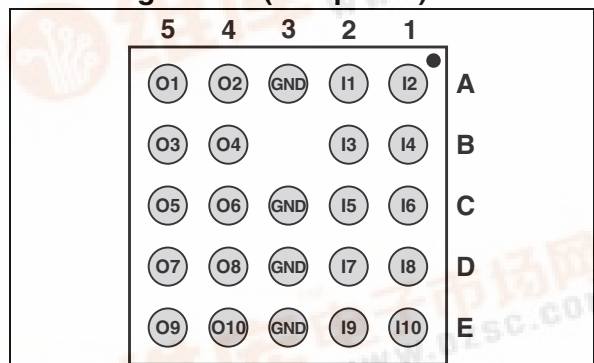 5 4 3 2 1
O1 O2 GND I1 I2 A
O3 O4 I3 I4 B
O5 O6 GND I5 I6 C
O7 O8 GND I7 I8 D
O9 O10 GND I9 I10 E